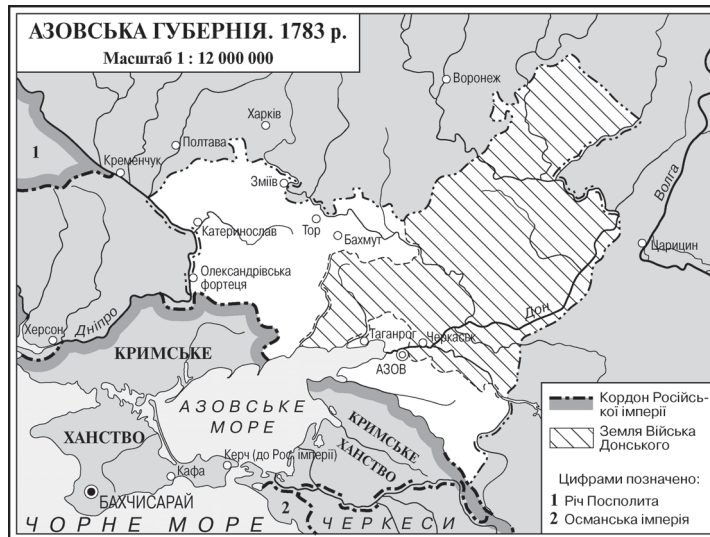 АЗОВСЬКА ГУБЕРНІЯ. 1783 р.
Масштаб 1 : 12 000 000
Воронеж
Харків
Полтава
1
Кременчук
Зміїв
Волга
Катеринослав
Тор
Бахмут
Царицин
Олександрівська
фортеця
Дон
Херсон
Дніпро
Таганрог
Черкаськ
АЗОВ
КРИМСЬКЕ
АЗОВСЬКЕ
МОРЕ
КРИМСЬКЕ
ХАНСТВО
ХАНСТВО
Керч (до Рос. імперії)
Кафа
БАХЧИСАРАЙ
2
ЧОРНЕ МОРЕ
ЧЕРКЕСИ
Кордон Російсь-
кої імперії
Земля Війська
Донського
Цифрами позначено:
1 Річ Посполита
2 Османська імперія